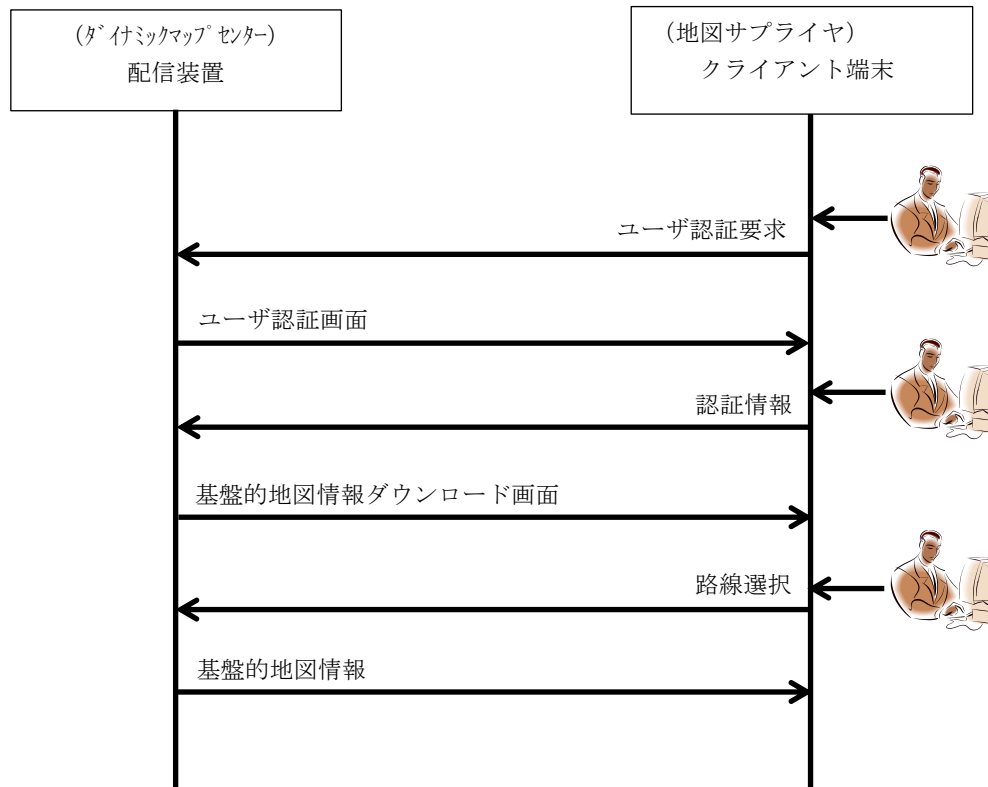 (ﾀﾞｲﾅﾐックﾏｯﾌﾟｾﾝﾀｰ)
配信装置
（地図サプライヤ）
クライアント端末
ユーザ認証要求
ユーザ認証画面
認証情報
基盤的地図情報ダウンロード画面
路線選択
基盤的地図情報